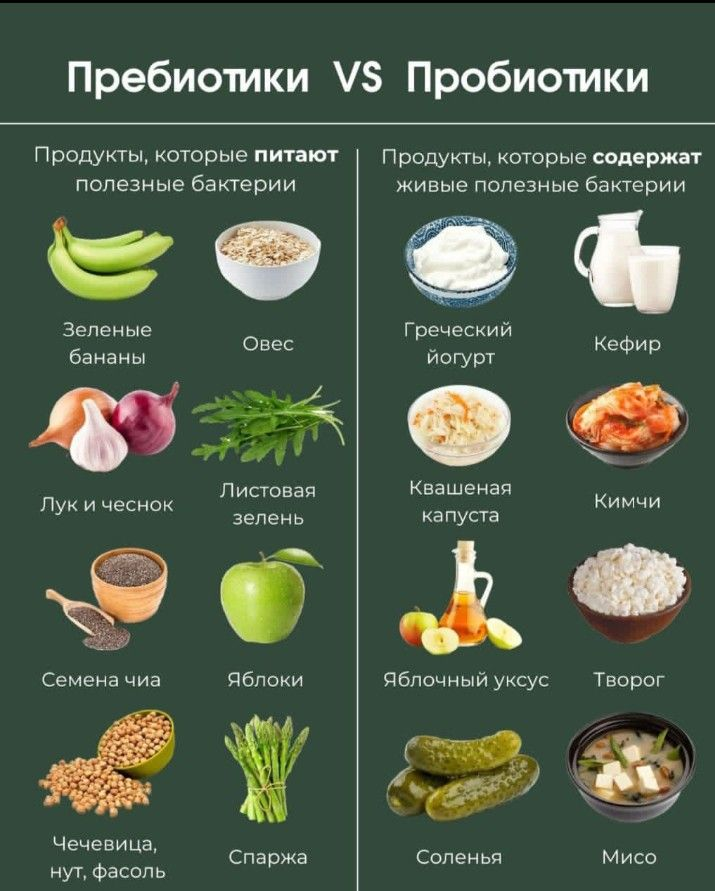 Пребиотики VS Пробиотики
Продукты, которые питают
полезные бактерии
Продукты, которые содержат
живые полезные бактерии
Зеленые
бананы
Овес
Греческий
йогурт
Кефир
Лук и чеснок
Листовая
зелень
Квашеная
капуста
Кимчи
Семена чиа
Яблоки
Яблочный уксус
Творог
Чечевица,
нут, фасоль
Спаржа
Соленья
Мисо